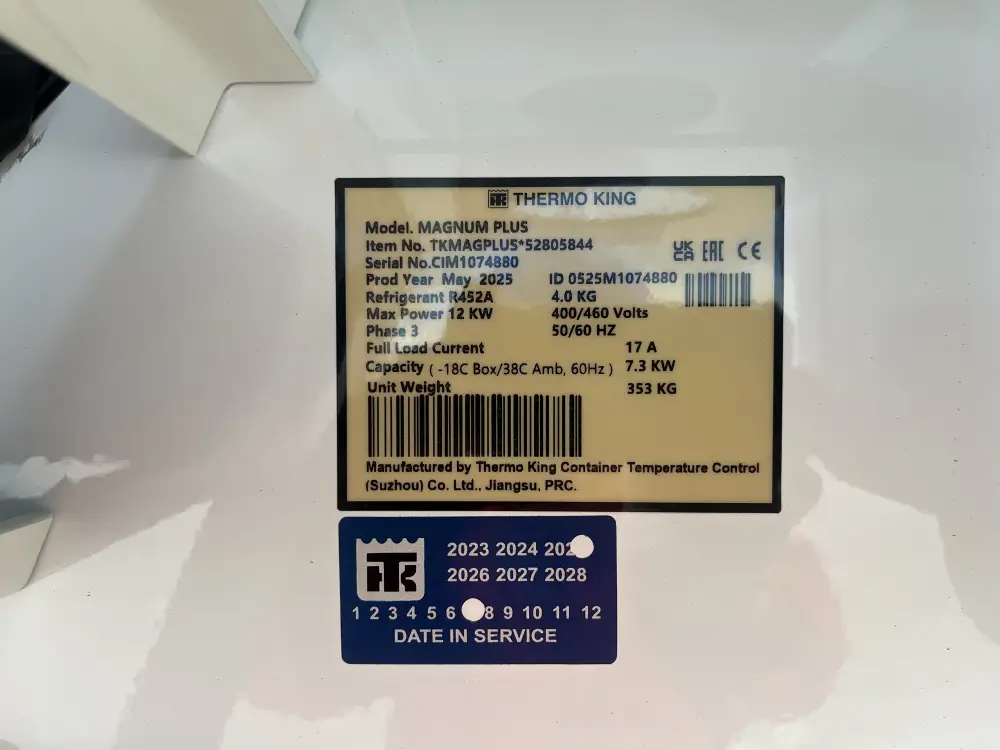 THERMO KING
Model. MAGNUM PLUS
Item No. TKMAGPLUS*52805844
Serial No.CIM1074880
UK CA EAC CE
Prod Year May 2025 ID 0525M1074880
Refrigerant R452A 4.0 KG
Max Power 12 KW 400/460 Volts
Phase 3 50/60 HZ
Full Load Current 17 A
Capacity ( -18C Box/38C Amb, 60Hz ) 7.3 KW
Unit Weight 353 KG
Manufactured by Thermo King Container Temperature Control
(Suzhou) Co. Ltd., Jiangsu, PRC.
TK
2023 2024 202
2026 2027 2028
1 2 3 4 5 6 8 9 10 11 12
DATE IN SERVICE